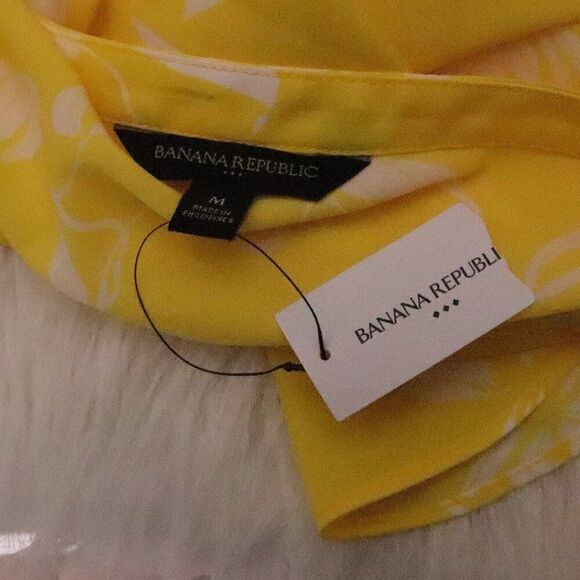 BANANA REPUBLIC
M
MADE IN
PHILIPPINES
BANANA REPUBLI